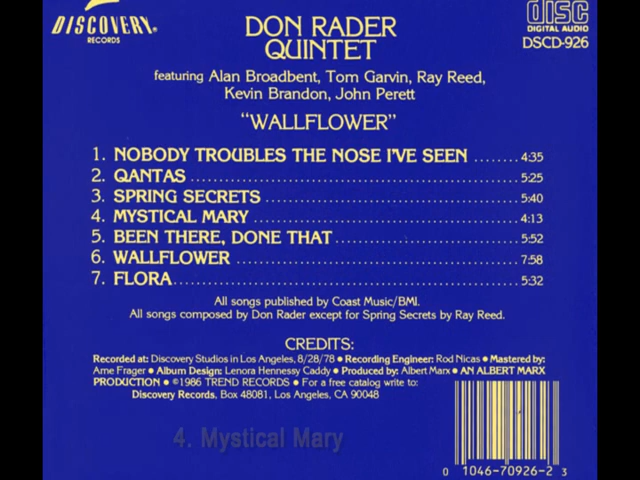 DISCOVERY®
RECORDS
DON RADER
QUINTET
disc
DIGITAL AUDIO
DSCD-926
featuring Alan Broadbent, Tom Garvin, Ray Reed,
Kevin Brandon, John Perett
“WALLFLOWER”
1. NOBODY TROUBLES THE NOSE I'VE SEEN ........ 4:35
2. QANTAS ........ 5:25
3. SPRING SECRETS ........ 5:40
4. MYSTICAL MARY ........ 4:13
5. BEEN THERE, DONE THAT ........ 5:52
6. WALLFLOWER ........ 7:58
7. FLORA ........ 5:32
All songs published by Coast Music/BMI.
All songs composed by Don Rader except for Spring Secrets by Ray Reed.
CREDITS:
Recorded at: Discovery Studios in Los Angeles, 8/28/78 ● Recording Engineer: Rod Nicas ● Mastered by:
Arne Frager ● Album Design: Lenora Hennessy Caddy ● Produced by: Albert Marx ● AN ALBERT MARX
PRODUCTION ● ©1986 TREND RECORDS ● For a free catalog write to:
Discovery Records, Box 48081, Los Angeles, CA 90048
4. Mystical Mary
0 1046-70926-2 3